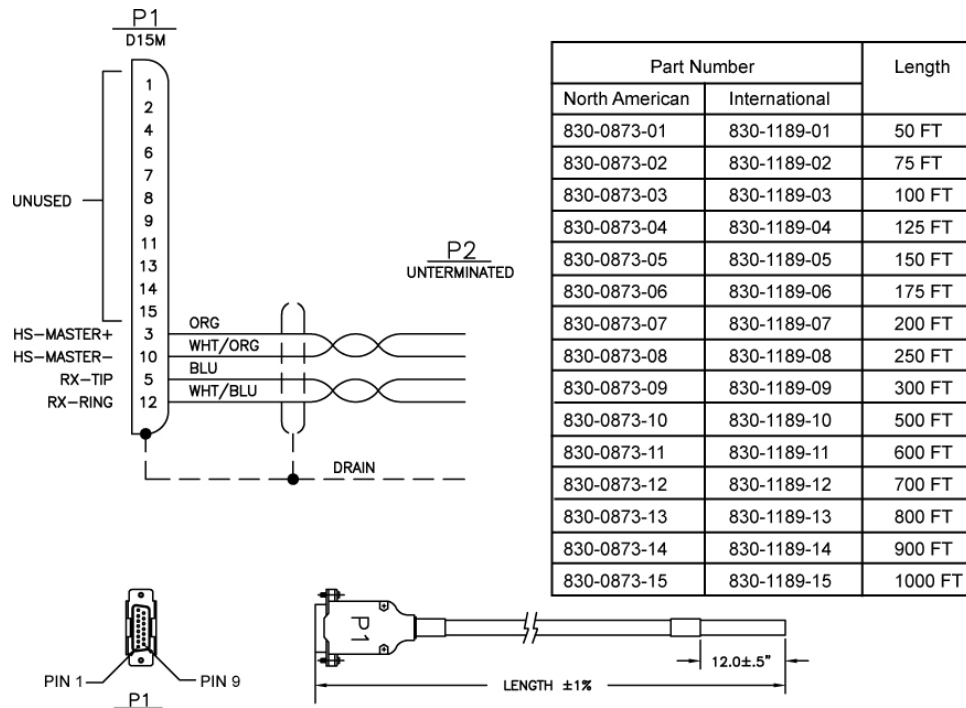 P1
D15M
1
2
4
6
7
8
9
11
13
14
15
3
10
5
12
UNUSED
HS-MASTER+
HS-MASTER-
RX-TIP
RX-RING
ORG
WHT/ORG
BLU
WHT/BLU
DRAIN
P2
UNTERMINATED
Part Number Length
North American International
830-0873-01 830-1189-01 50 FT
830-0873-02 830-1189-02 75 FT
830-0873-03 830-1189-03 100 FT
830-0873-04 830-1189-04 125 FT
830-0873-05 830-1189-05 150 FT
830-0873-06 830-1189-06 175 FT
830-0873-07 830-1189-07 200 FT
830-0873-08 830-1189-08 250 FT
830-0873-09 830-1189-09 300 FT
830-0873-10 830-1189-10 500 FT
830-0873-11 830-1189-11 600 FT
830-0873-12 830-1189-12 700 FT
830-0873-13 830-1189-13 800 FT
830-0873-14 830-1189-14 900 FT
830-0873-15 830-1189-15 1000 FT
PIN 1
PIN 9
P1
P1
12.0±.5"
LENGTH ±1%